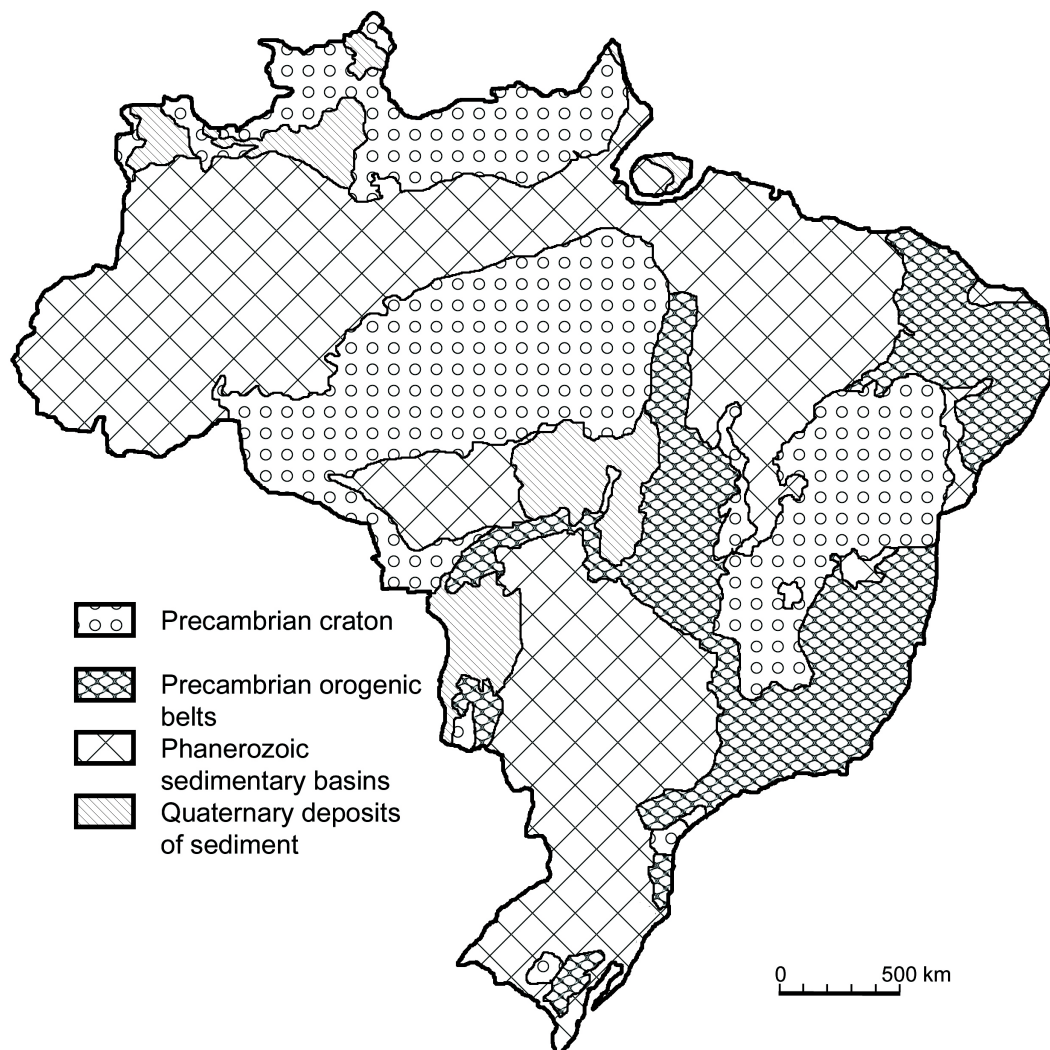 Precambrian craton
Precambrian orogenic
belts
Phanerozoic
sedimentary basins
Quaternary deposits
of sediment
0 500 km